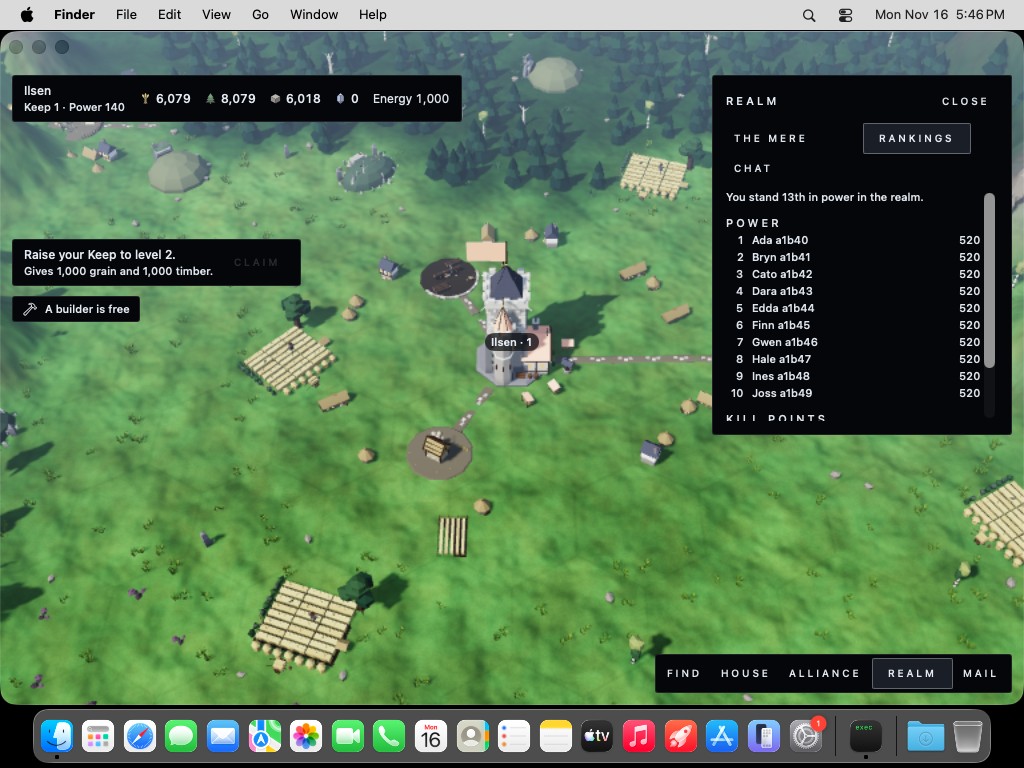 Finder File Edit View Go Window Help Mon Nov 16 5:46 PM
Ilsen
Keep 1 · Power 140
6,079 8,079 6,018 0 Energy 1,000
REALM CLOSE
THE MERE RANKINGS
CHAT
You stand 13th in power in the realm.
POWER
1 Ada a1b40 520
2 Bryn a1b41 520
3 Cato a1b42 520
4 Dara a1b43 520
5 Edda a1b44 520
6 Finn a1b45 520
7 Gwen a1b46 520
8 Hale a1b47 520
9 Ines a1b48 520
10 Joss a1b49 520
KILL POINTS
Raise your Keep to level 2.
Gives 1,000 grain and 1,000 timber.
CLAIM
A builder is free
Ilsen · 1
FIND HOUSE ALLIANCE REALM MAIL
Mon
16
tv
1
exec